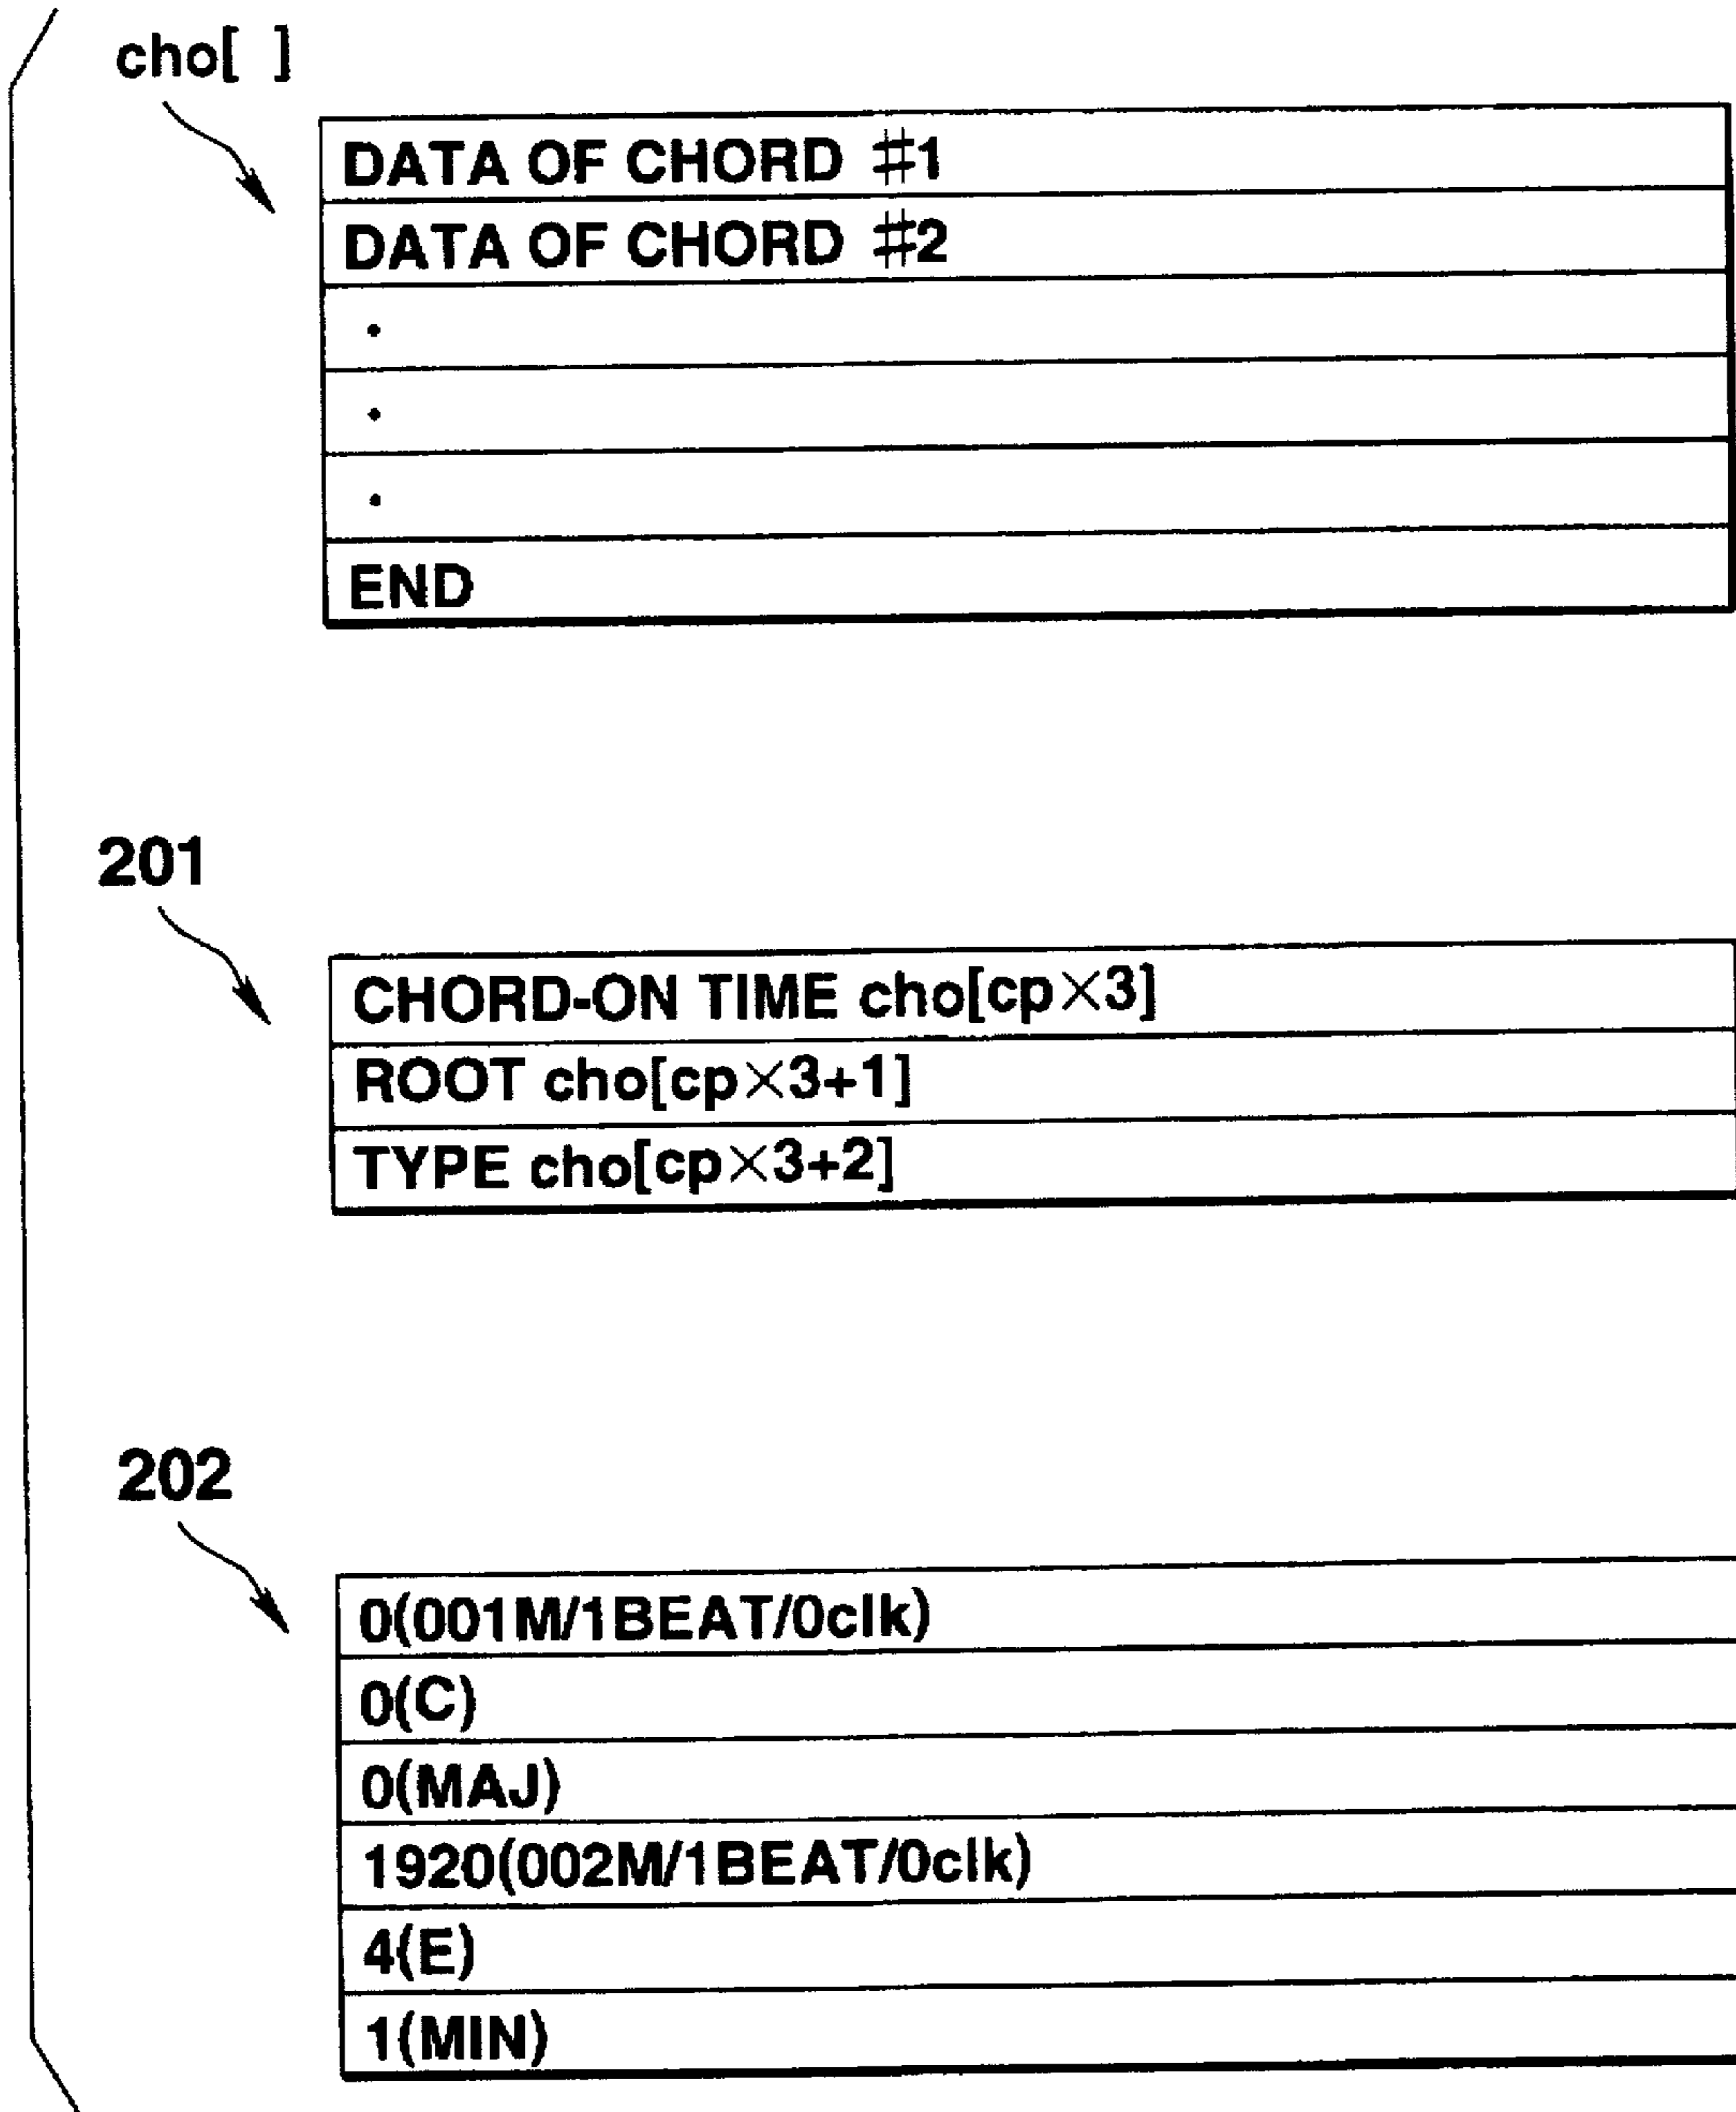 cho[ ]
DATA OF CHORD #1
DATA OF CHORD #2
.
.
.
END
201
CHORD-ON TIME cho[cp×3]
ROOT cho[cp×3+1]
TYPE cho[cp×3+2]
202
0(001M/1BEAT/0clk)
0(C)
0(MAJ)
1920(002M/1BEAT/0clk)
4(E)
1(MIN)